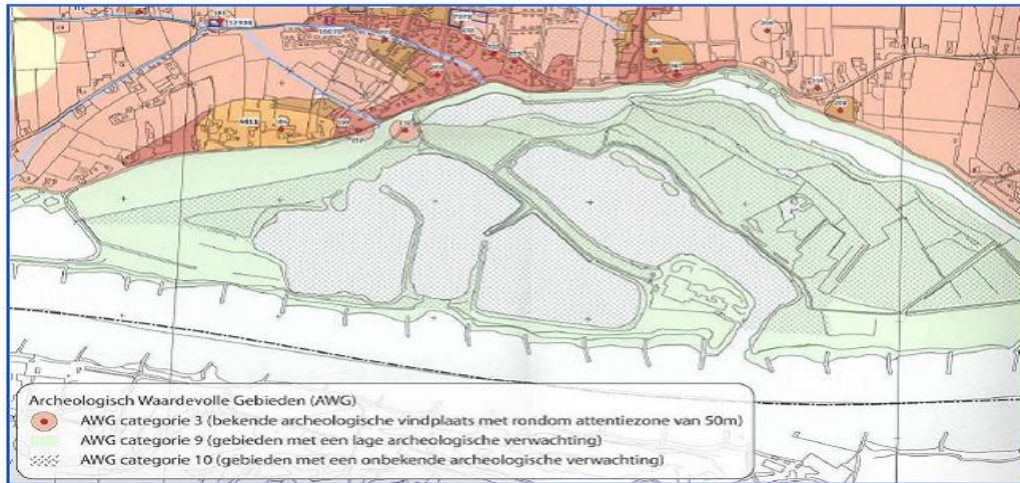 Archeologisch Waardevolle Gebieden (AWG)
AWG categorie 3 (bekende archeologische vindplaats met rondom attentiezone van 50m)
AWG categorie 9 (gebieden met een lage archeologische verwachting)
AWG categorie 10 (gebieden met een onbekende archeologische verwachting)